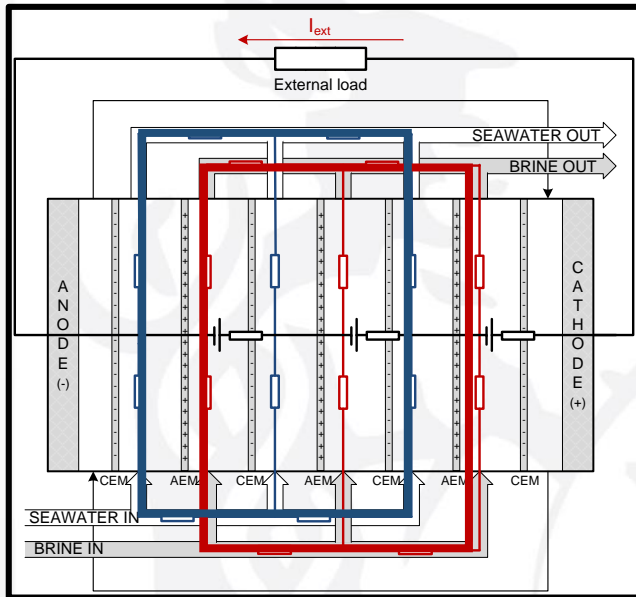 I_ext
External load
SEAWATER OUT
BRINE OUT
ANODE
(-)
CATHODE
(+)
CEM AEM CEM AEM CEM AEM CEM
SEAWATER IN
BRINE IN